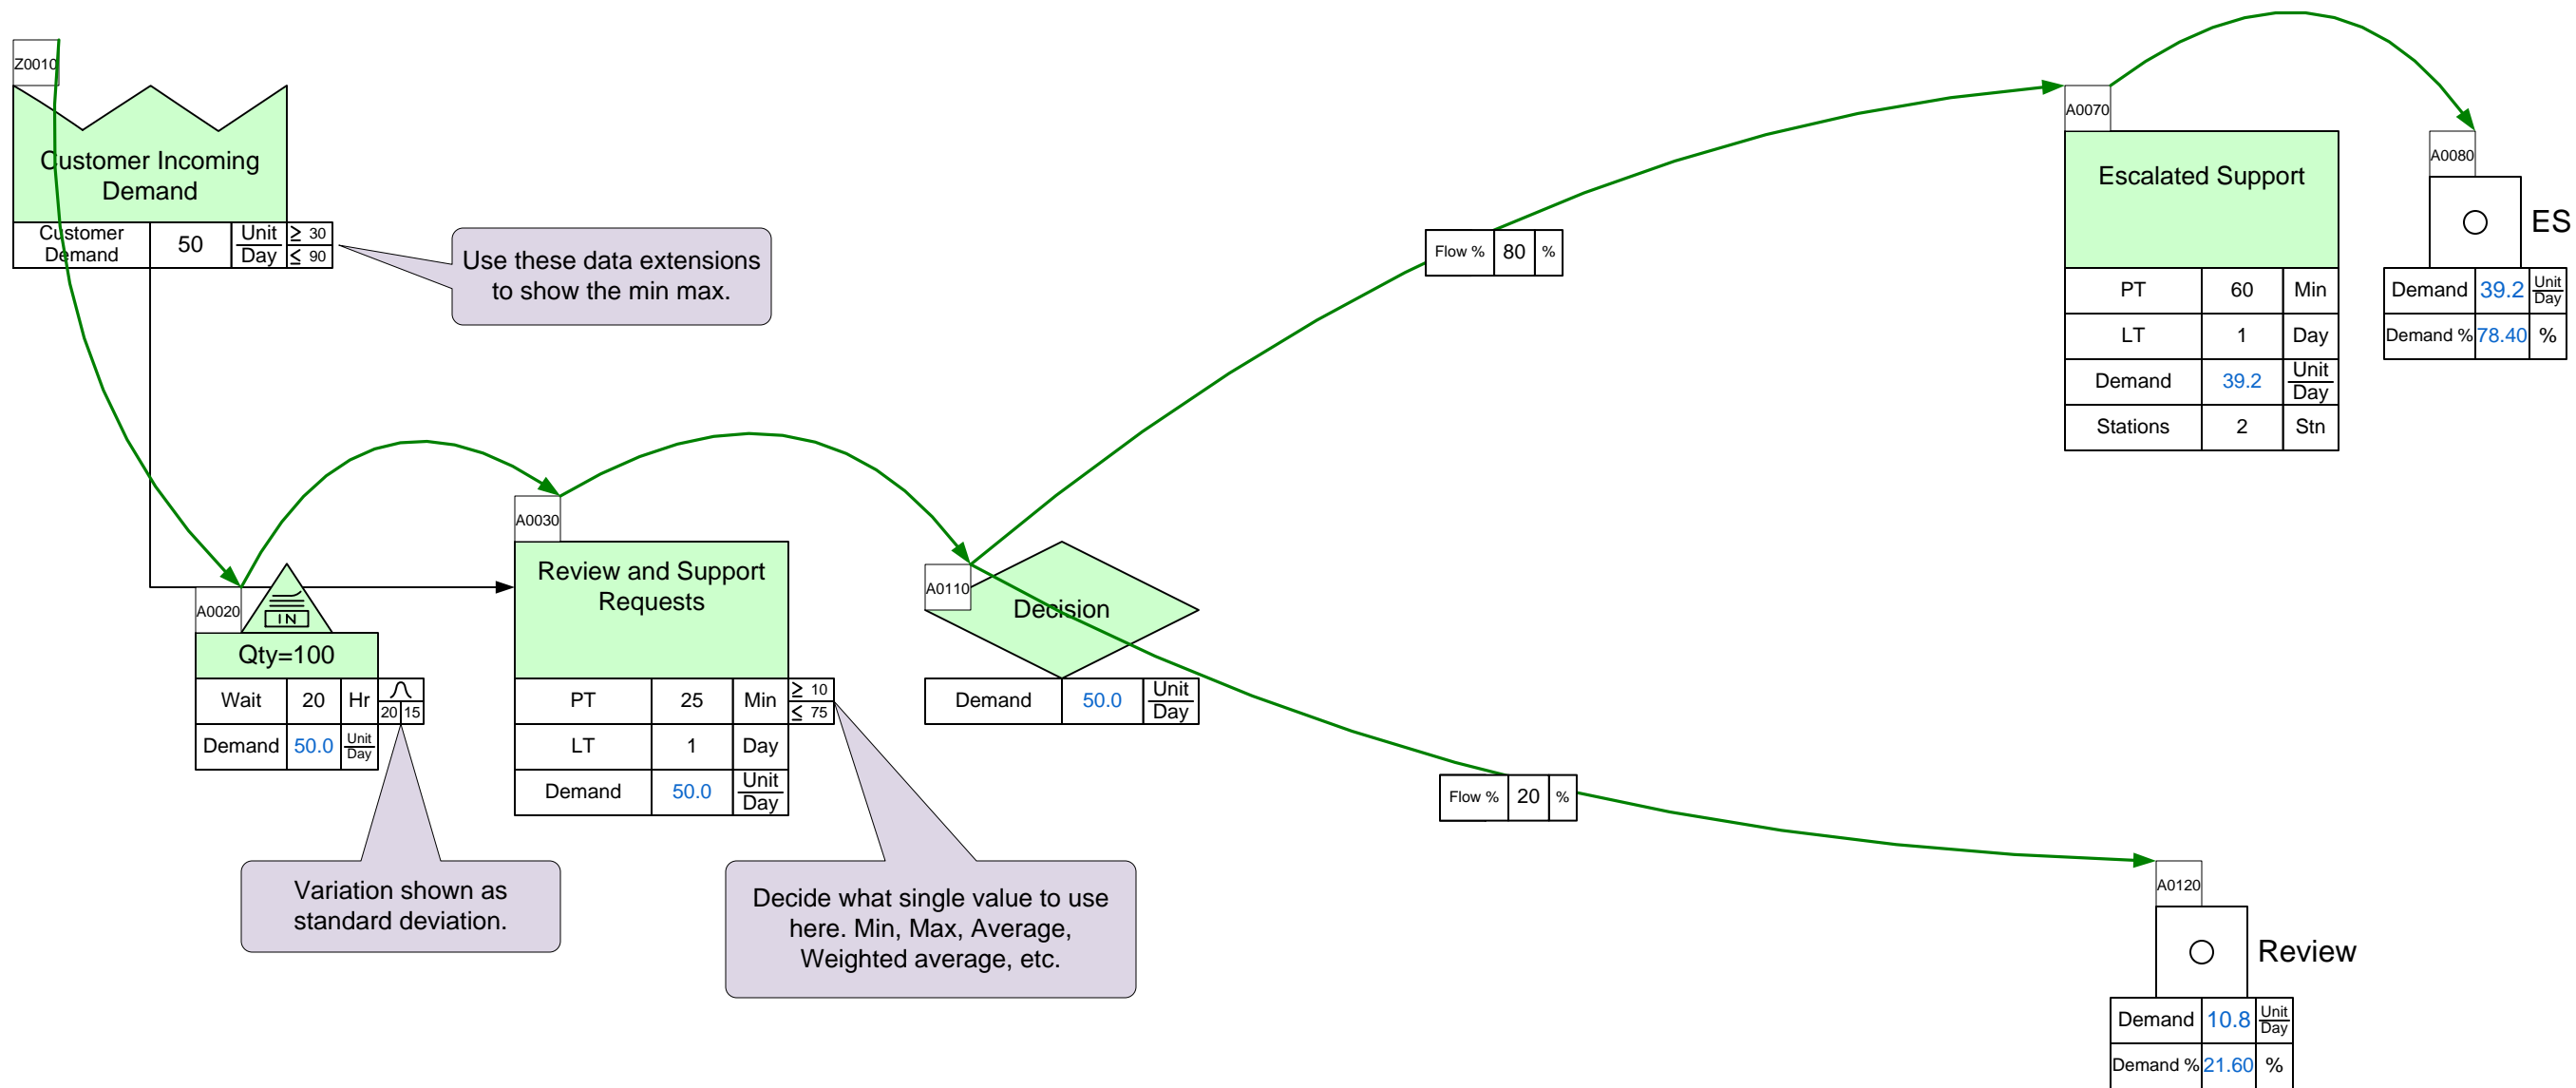 Z0010
Customer Incoming
Demand
Customer
Demand
50
Unit
Day
≥ 30
≤ 90
Use these data extensions
to show the min max.
A0020
IN
Qty=100
Wait 20 Hr
20 15
Demand 50.0 Unit
Day
Variation shown as
standard deviation.
A0030
Review and Support
Requests
PT 25 Min
≥ 10
≤ 75
LT 1 Day
Demand 50.0 Unit
Day
Decide what single value to use
here. Min, Max, Average,
Weighted average, etc.
A0110
Decision
Demand 50.0 Unit
Day
Flow % 80 %
Flow % 20 %
A0070
Escalated Support
PT 60 Min
LT 1 Day
Demand 39.2 Unit
Day
Stations 2 Stn
A0080
ES
Demand 39.2 Unit
Day
Demand % 78.40 %
A0120
Review
Demand 10.8 Unit
Day
Demand % 21.60 %